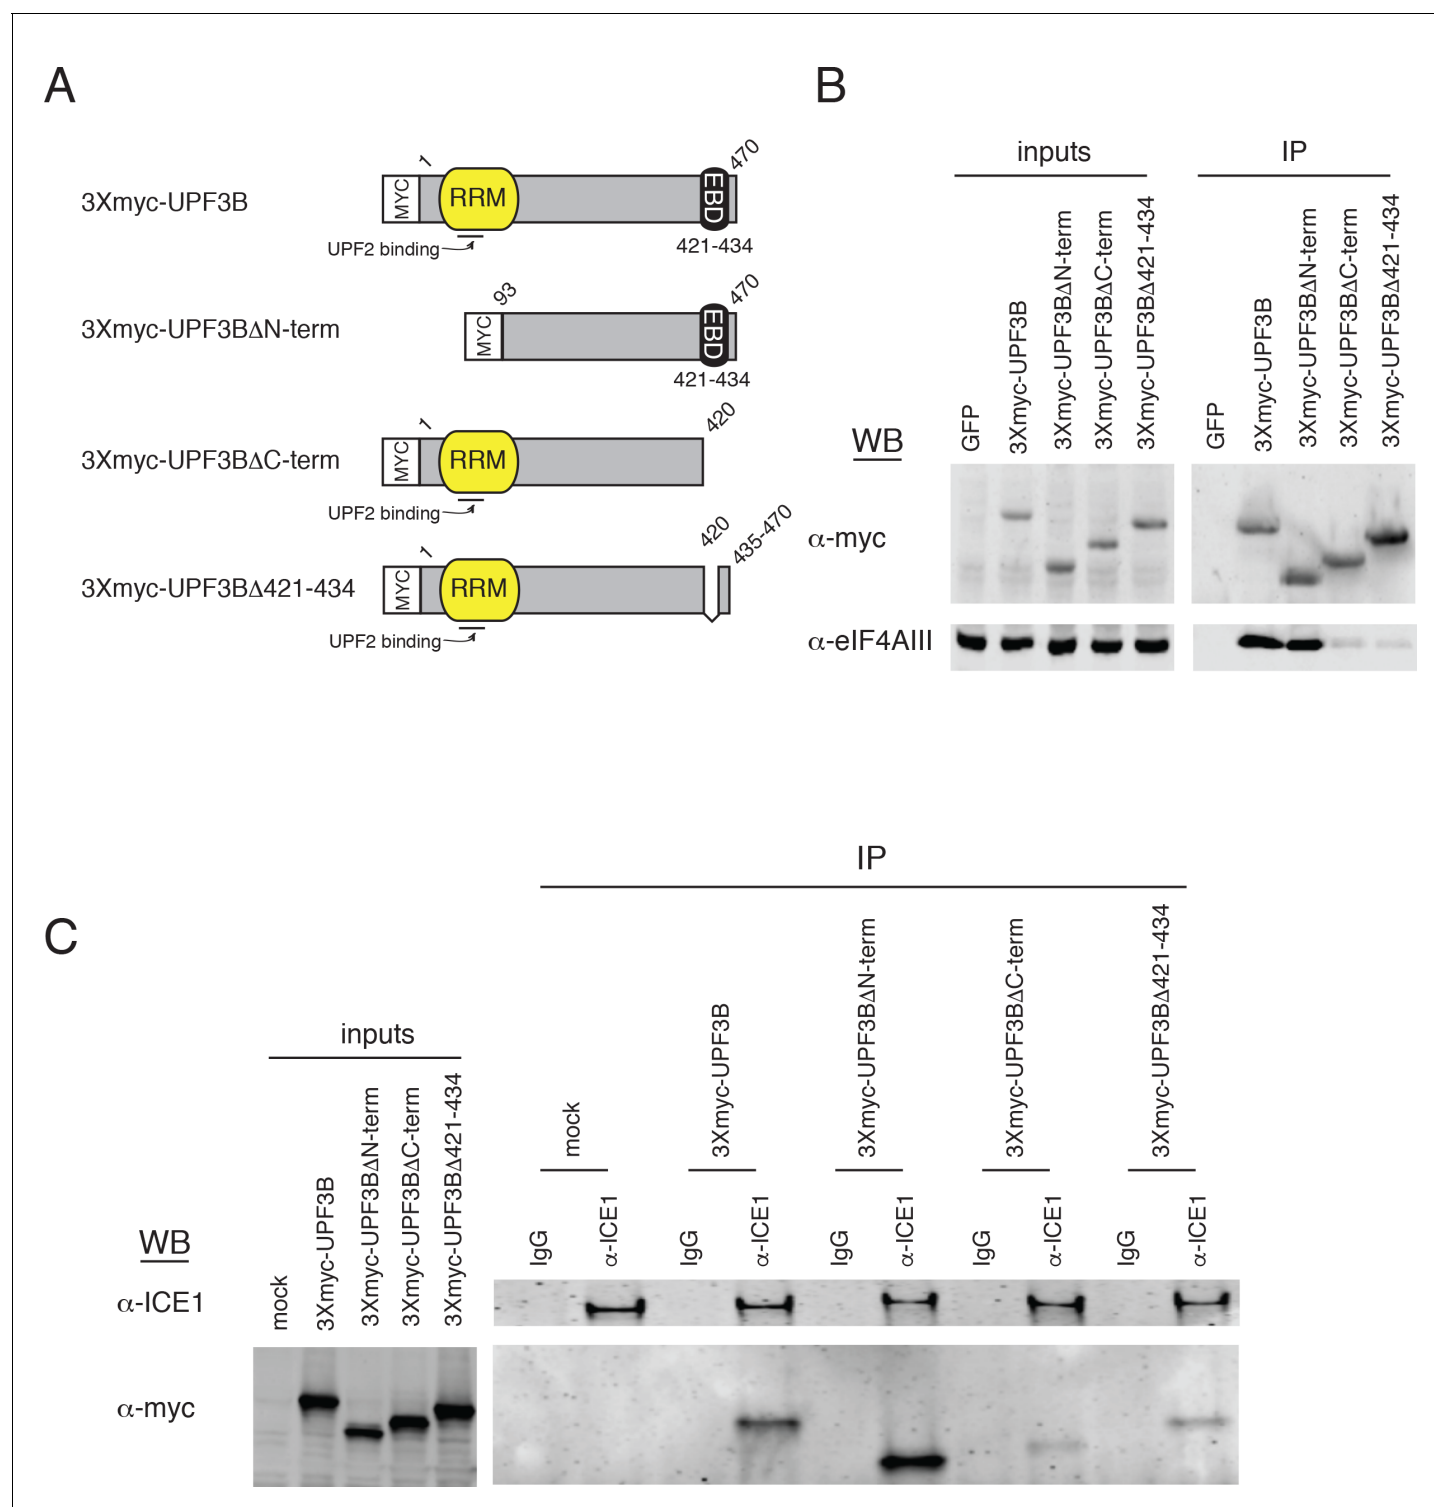 A
3Xmyc-UPF3B
MYC
1
RRM
EBD
470
UPF2 binding
421-434
3Xmyc-UPF3BΔN-term
MYC
93
EBD
470
421-434
3Xmyc-UPF3BΔC-term
MYC
1
RRM
420
UPF2 binding
3Xmyc-UPF3BΔ421-434
MYC
1
RRM
420
435-470
UPF2 binding
B
inputs
IP
GFP
3Xmyc-UPF3B
3Xmyc-UPF3BΔN-term
3Xmyc-UPF3BΔC-term
3Xmyc-UPF3BΔ421-434
GFP
3Xmyc-UPF3B
3Xmyc-UPF3BΔN-term
3Xmyc-UPF3BΔC-term
3Xmyc-UPF3BΔ421-434
WB
α-myc
α-eIF4AIII
C
IP
inputs
mock
3Xmyc-UPF3B
3Xmyc-UPF3BΔN-term
3Xmyc-UPF3BΔC-term
3Xmyc-UPF3BΔ421-434
mock
3Xmyc-UPF3B
3Xmyc-UPF3BΔN-term
3Xmyc-UPF3BΔC-term
3Xmyc-UPF3BΔ421-434
IgG
α-ICE1
IgG
α-ICE1
IgG
α-ICE1
IgG
α-ICE1
IgG
α-ICE1
WB
α-ICE1
α-myc